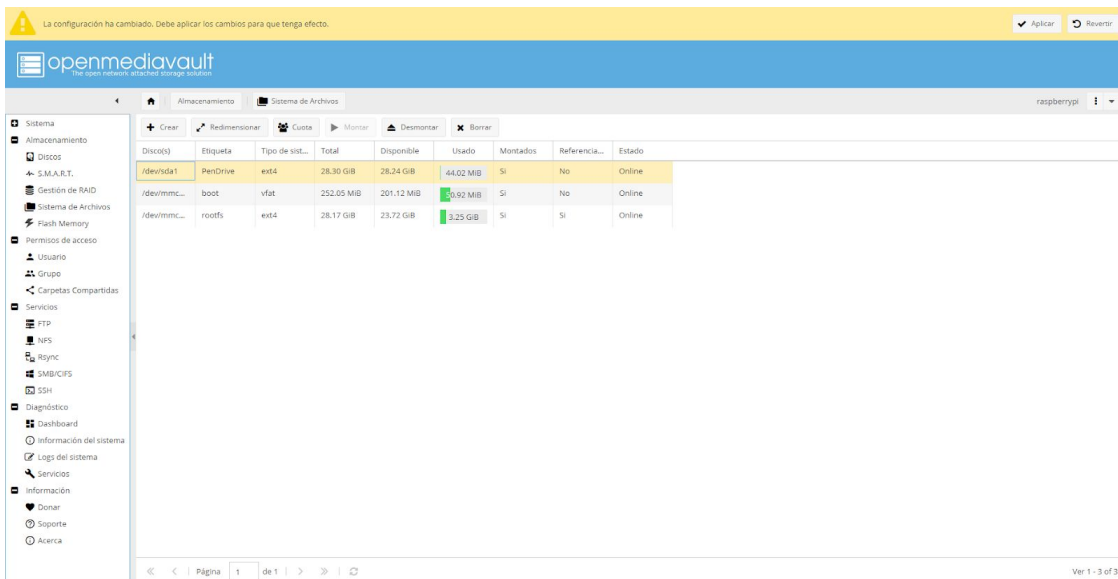 La configuración ha cambiado. Debe aplicar los cambios para que tenga efecto.
Aplicar
Revertir
openmediavault
The open network attached storage solution
Almacenamiento
Sistema de Archivos
raspberrypi
Sistema
Almacenamiento
Discos
S.M.A.R.T.
Gestión de RAID
Sistema de Archivos
Flash Memory
Permisos de acceso
Usuario
Grupo
Carpetas Compartidas
Servicios
FTP
NFS
Rsync
SMB/CIFS
SSH
Diagnóstico
Dashboard
Información del sistema
Logs del sistema
Servicios
Información
Donar
Soporte
Acerca
Crear Redimensionar Cuota Montar Desmontar Borrar
Disco(s) Etiqueta Tipo de sist... Total Disponible Usado Montados Referencia... Estado
/dev/sda1 PenDrive ext4 28.30 GiB 28.24 GiB 44.02 MiB Si No Online
/dev/mmc... boot vfat 252.05 MiB 201.12 MiB 50.92 MiB Si No Online
/dev/mmc... rootfs ext4 28.17 GiB 23.72 GiB 3.25 GiB Si Si Online
Página 1 de 1
Ver 1 - 3 of 3